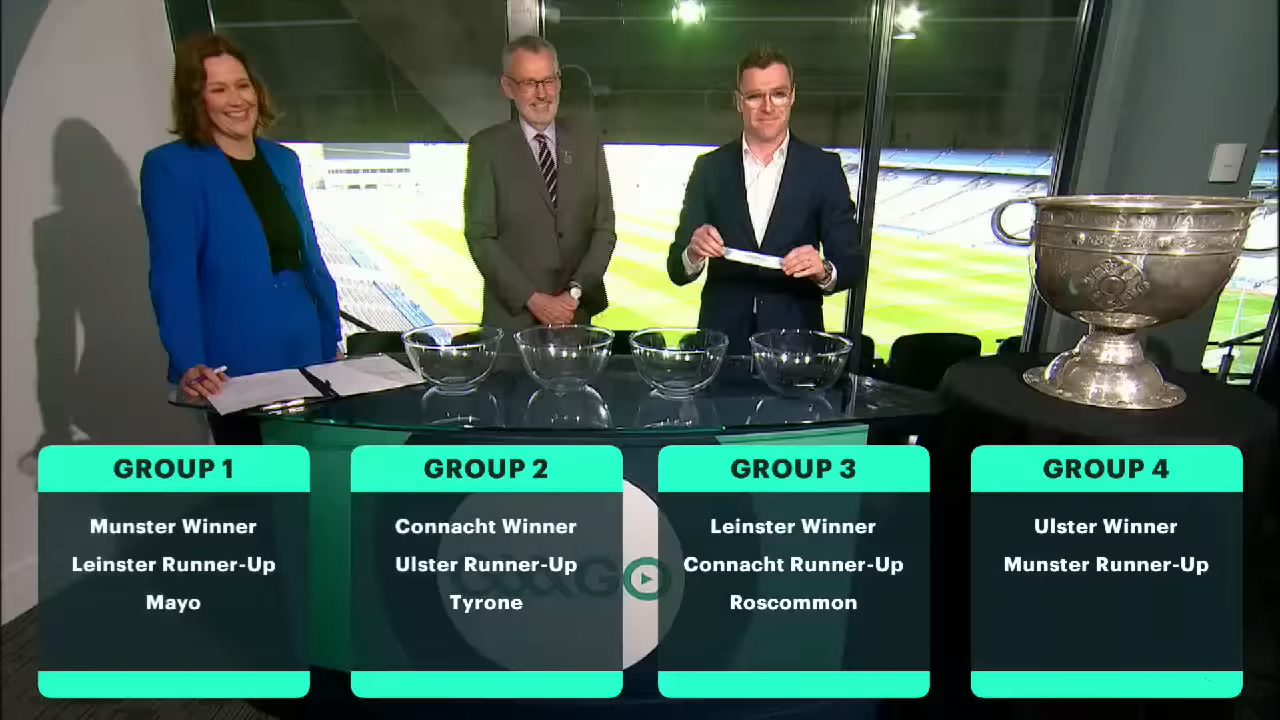 GROUP 1
Munster Winner
Leinster Runner-Up
Mayo
GROUP 2
Connacht Winner
Ulster Runner-Up
Tyrone
GROUP 3
Leinster Winner
Connacht Runner-Up
Roscommon
GROUP 4
Ulster Winner
Munster Runner-Up